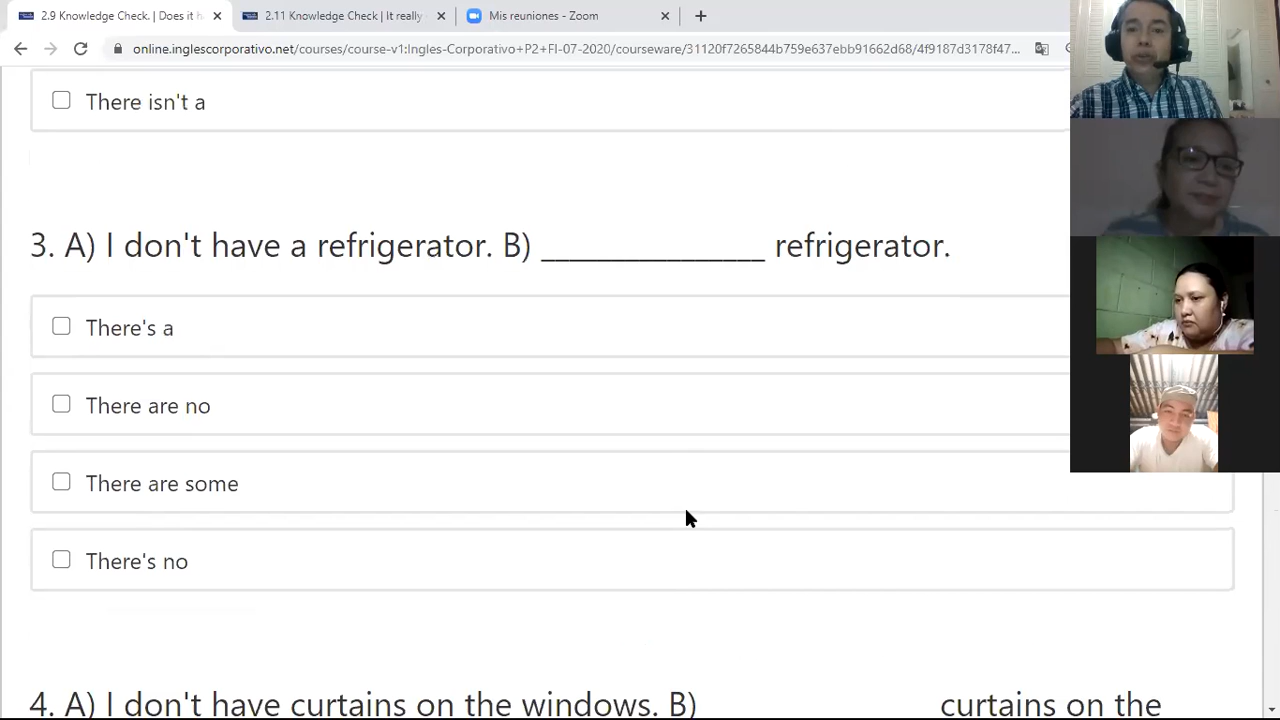 2.9 Knowledge Check. | Does it h
2.11 Knowledge Check | It really
Mis reuniones - Zoom
online.inglescorporativo.net/courses/course-v1:Ingles-Corporativo+P2+FI-07-2020/courseware/31120f7265844b759e637ebb91662d68/4f9187d3178f47...
There isn't a
3. A) I don't have a refrigerator. B) ________________ refrigerator.
There's a
There are no
There are some
There's no
4. A) I don't have curtains on the windows. B) ________________ curtains on the